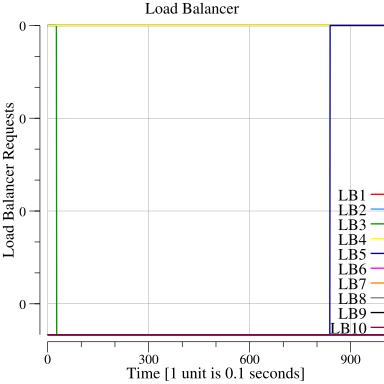 Load Balancer
0
0
0
0
Load Balancer Requests
LB1
LB2
LB3
LB4
LB5
LB6
LB7
LB8
LB9
LB10
0 300 600 900
Time [1 unit is 0.1 seconds]